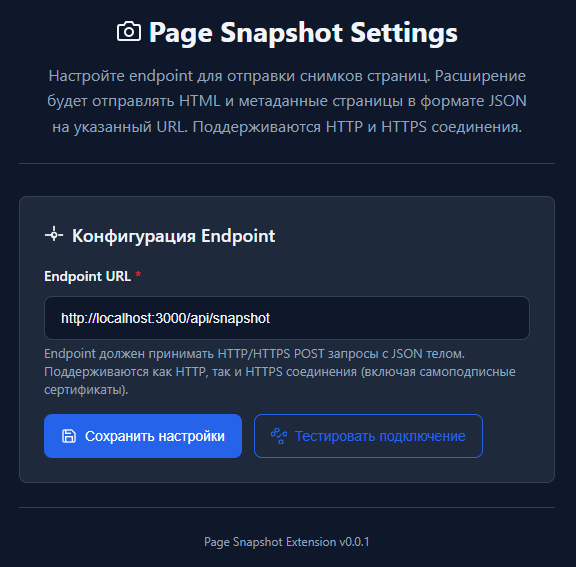 Page Snapshot Settings
Настройте endpoint для отправки снимков страниц. Расширение
будет отправлять HTML и метаданные страницы в формате JSON
на указанный URL. Поддерживаются HTTP и HTTPS соединения.
Конфигурация Endpoint
Endpoint URL *
http://localhost:3000/api/snapshot
Endpoint должен принимать HTTP/HTTPS POST запросы с JSON телом.
Поддерживаются как HTTP, так и HTTPS соединения (включая самоподписные
сертификаты).
Сохранить настройки
Тестировать подключение
Page Snapshot Extension v0.0.1